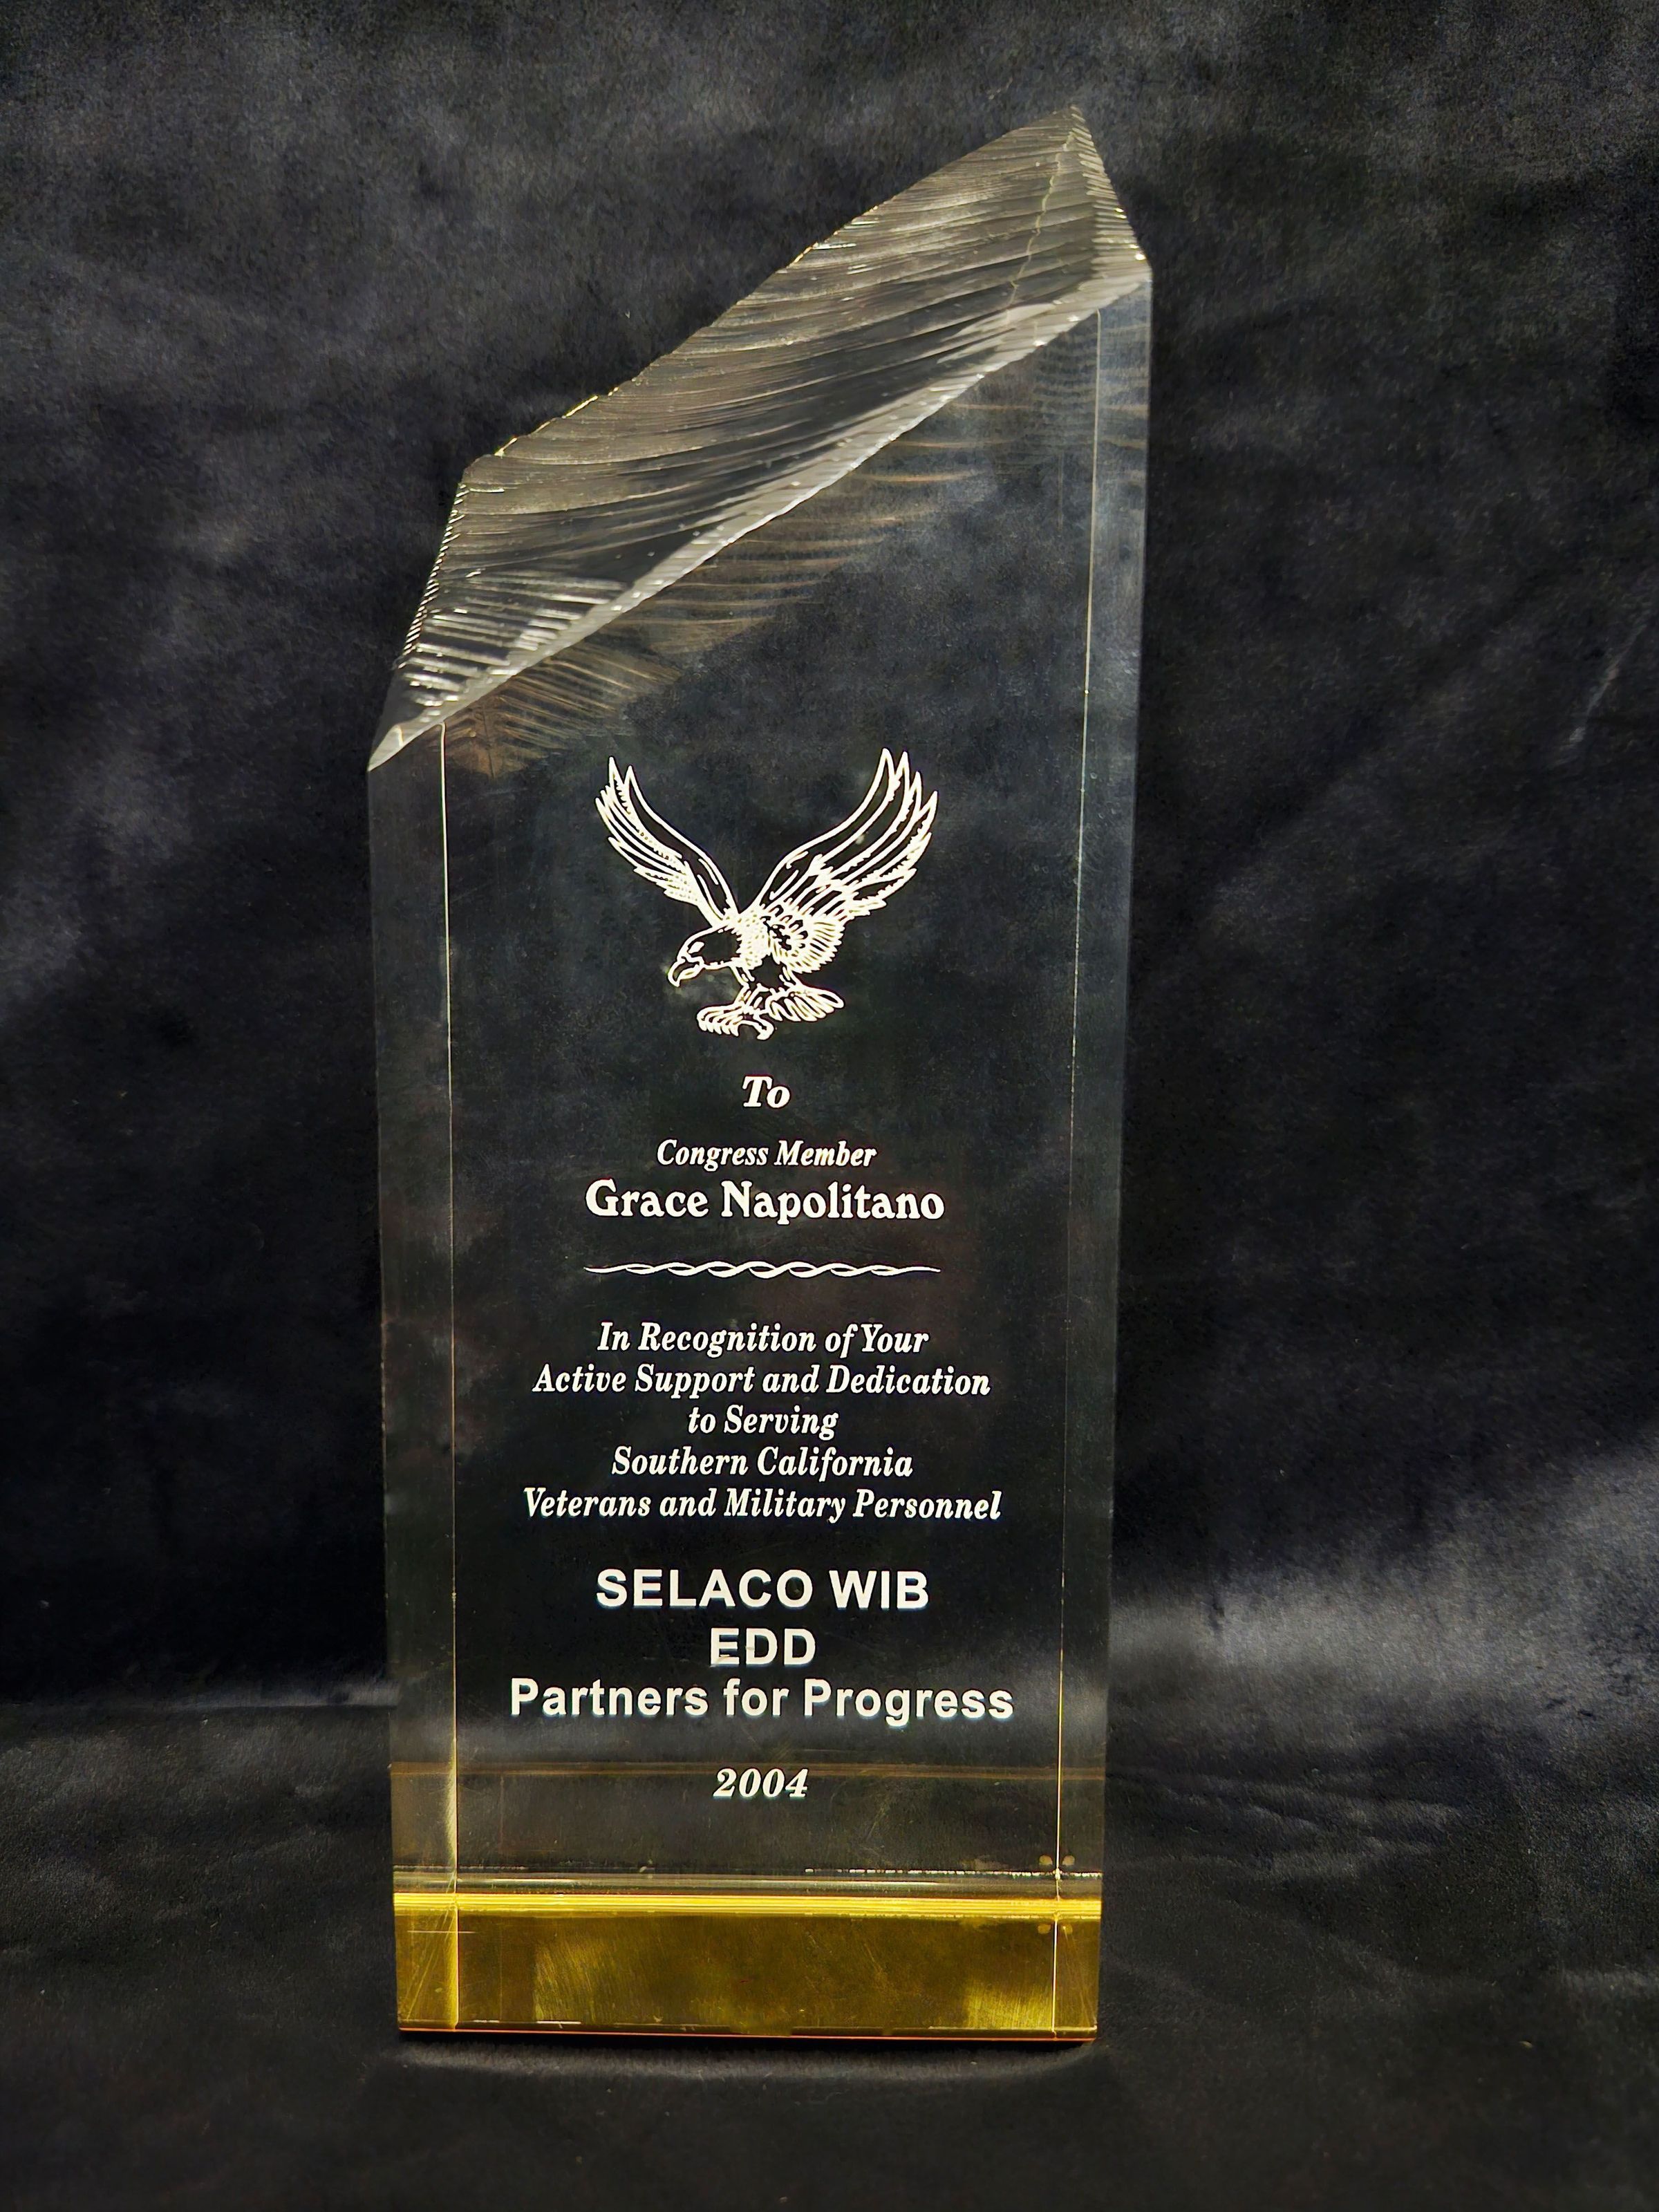 To
Congress Member
Grace Napolitano
In Recognition of Your
Active Support and Dedication
to Serving
Southern California
Veterans and Military Personnel
SELACO WIB
EDD
Partners for Progress
2004